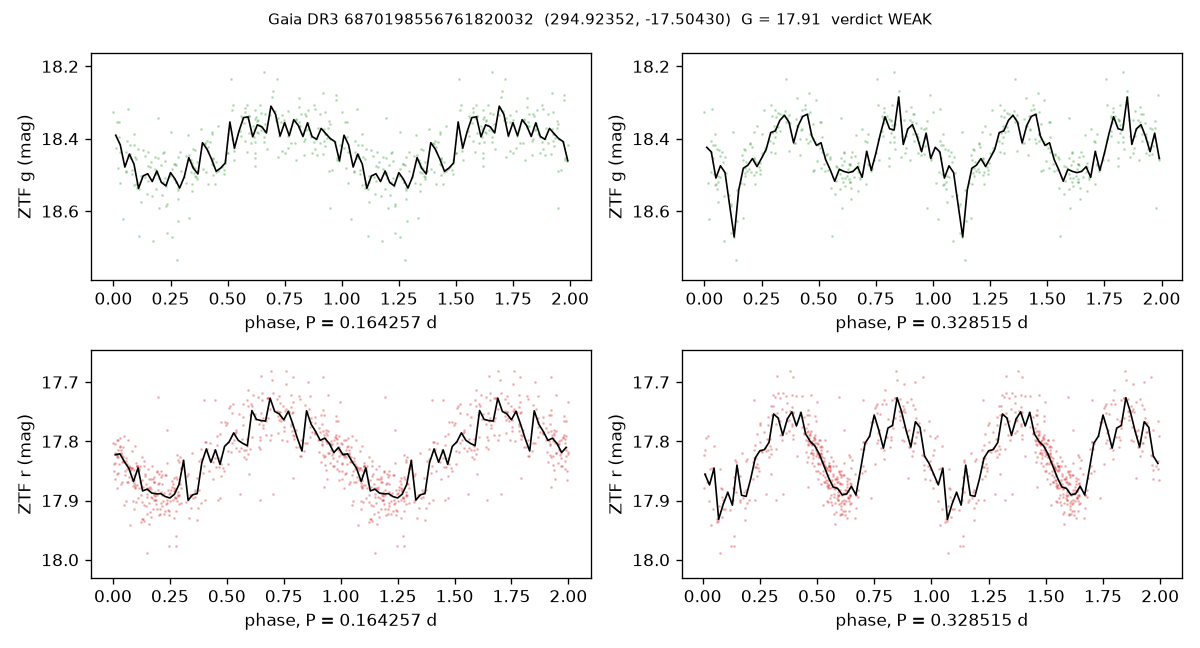 Gaia DR3 6870198556761820032 (294.92352, -17.50430) G = 17.91 verdict WEAK
ZTF g (mag)
18.2
18.4
18.6
0.00 0.25 0.50 0.75 1.00 1.25 1.50 1.75 2.00
phase, P = 0.164257 d
ZTF g (mag)
18.2
18.4
18.6
0.00 0.25 0.50 0.75 1.00 1.25 1.50 1.75 2.00
phase, P = 0.328515 d
ZTF r (mag)
17.7
17.8
17.9
18.0
0.00 0.25 0.50 0.75 1.00 1.25 1.50 1.75 2.00
phase, P = 0.164257 d
ZTF r (mag)
17.7
17.8
17.9
18.0
0.00 0.25 0.50 0.75 1.00 1.25 1.50 1.75 2.00
phase, P = 0.328515 d